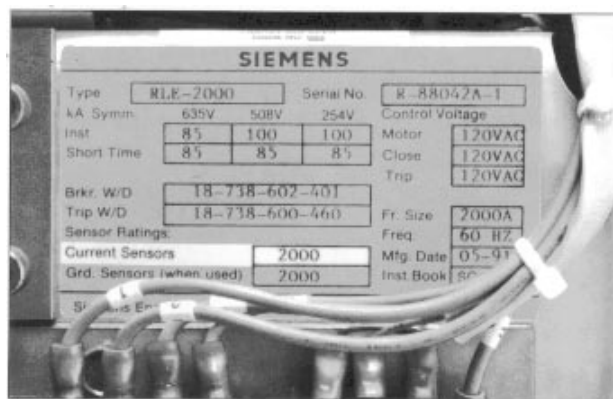 SIEMENS
Type RLE-2000 Serial No. R-88042A-1
kA Symm. 635V 508V 254V Control Voltage
Inst 85 100 100 Motor 120VAC
Short Time 85 85 85 Close 120VAC
Trip 120VAC
Brkr. W/D 18-738-602-401
Trip W/D 18-738-600-460 Fr. Size 2000A
Sensor Ratings: Freq. 60 HZ
Current Sensors 2000 Mfg. Date 05-91
Grd. Sensors (when used) 2000 Inst Book
Siemens